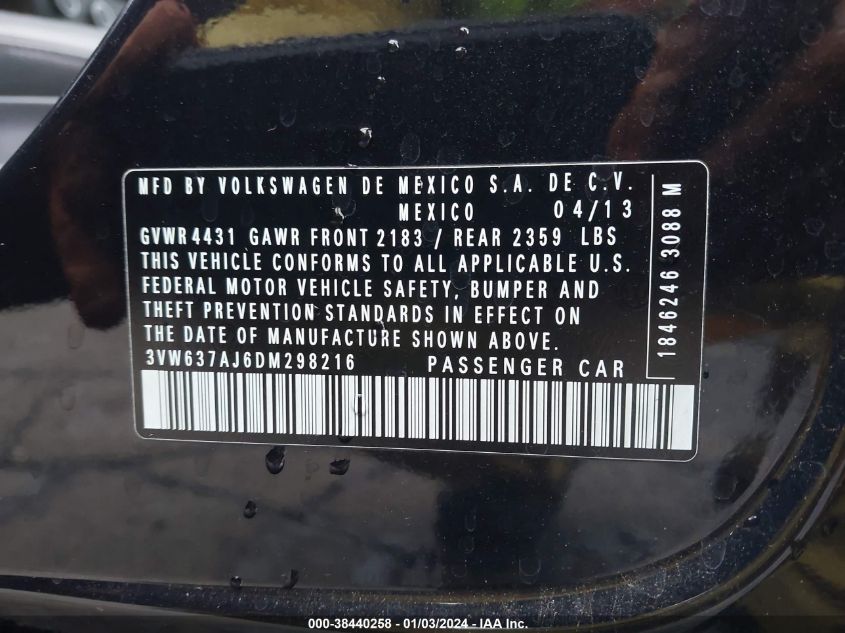 MFD BY VOLKSWAGEN DE MEXICO S.A. DE C.V.
MEXICO 04/13
GVWR 4431 GAWR FRONT 2183 / REAR 2359 LBS
THIS VEHICLE CONFORMS TO ALL APPLICABLE U.S.
FEDERAL MOTOR VEHICLE SAFETY, BUMPER AND
THEFT PREVENTION STANDARDS IN EFFECT ON
THE DATE OF MANUFACTURE SHOWN ABOVE.
3VW637AJ6DM298216 PASSENGER CAR
1846246 3088 M
000-38440258 - 01/03/2024 - IAA Inc.